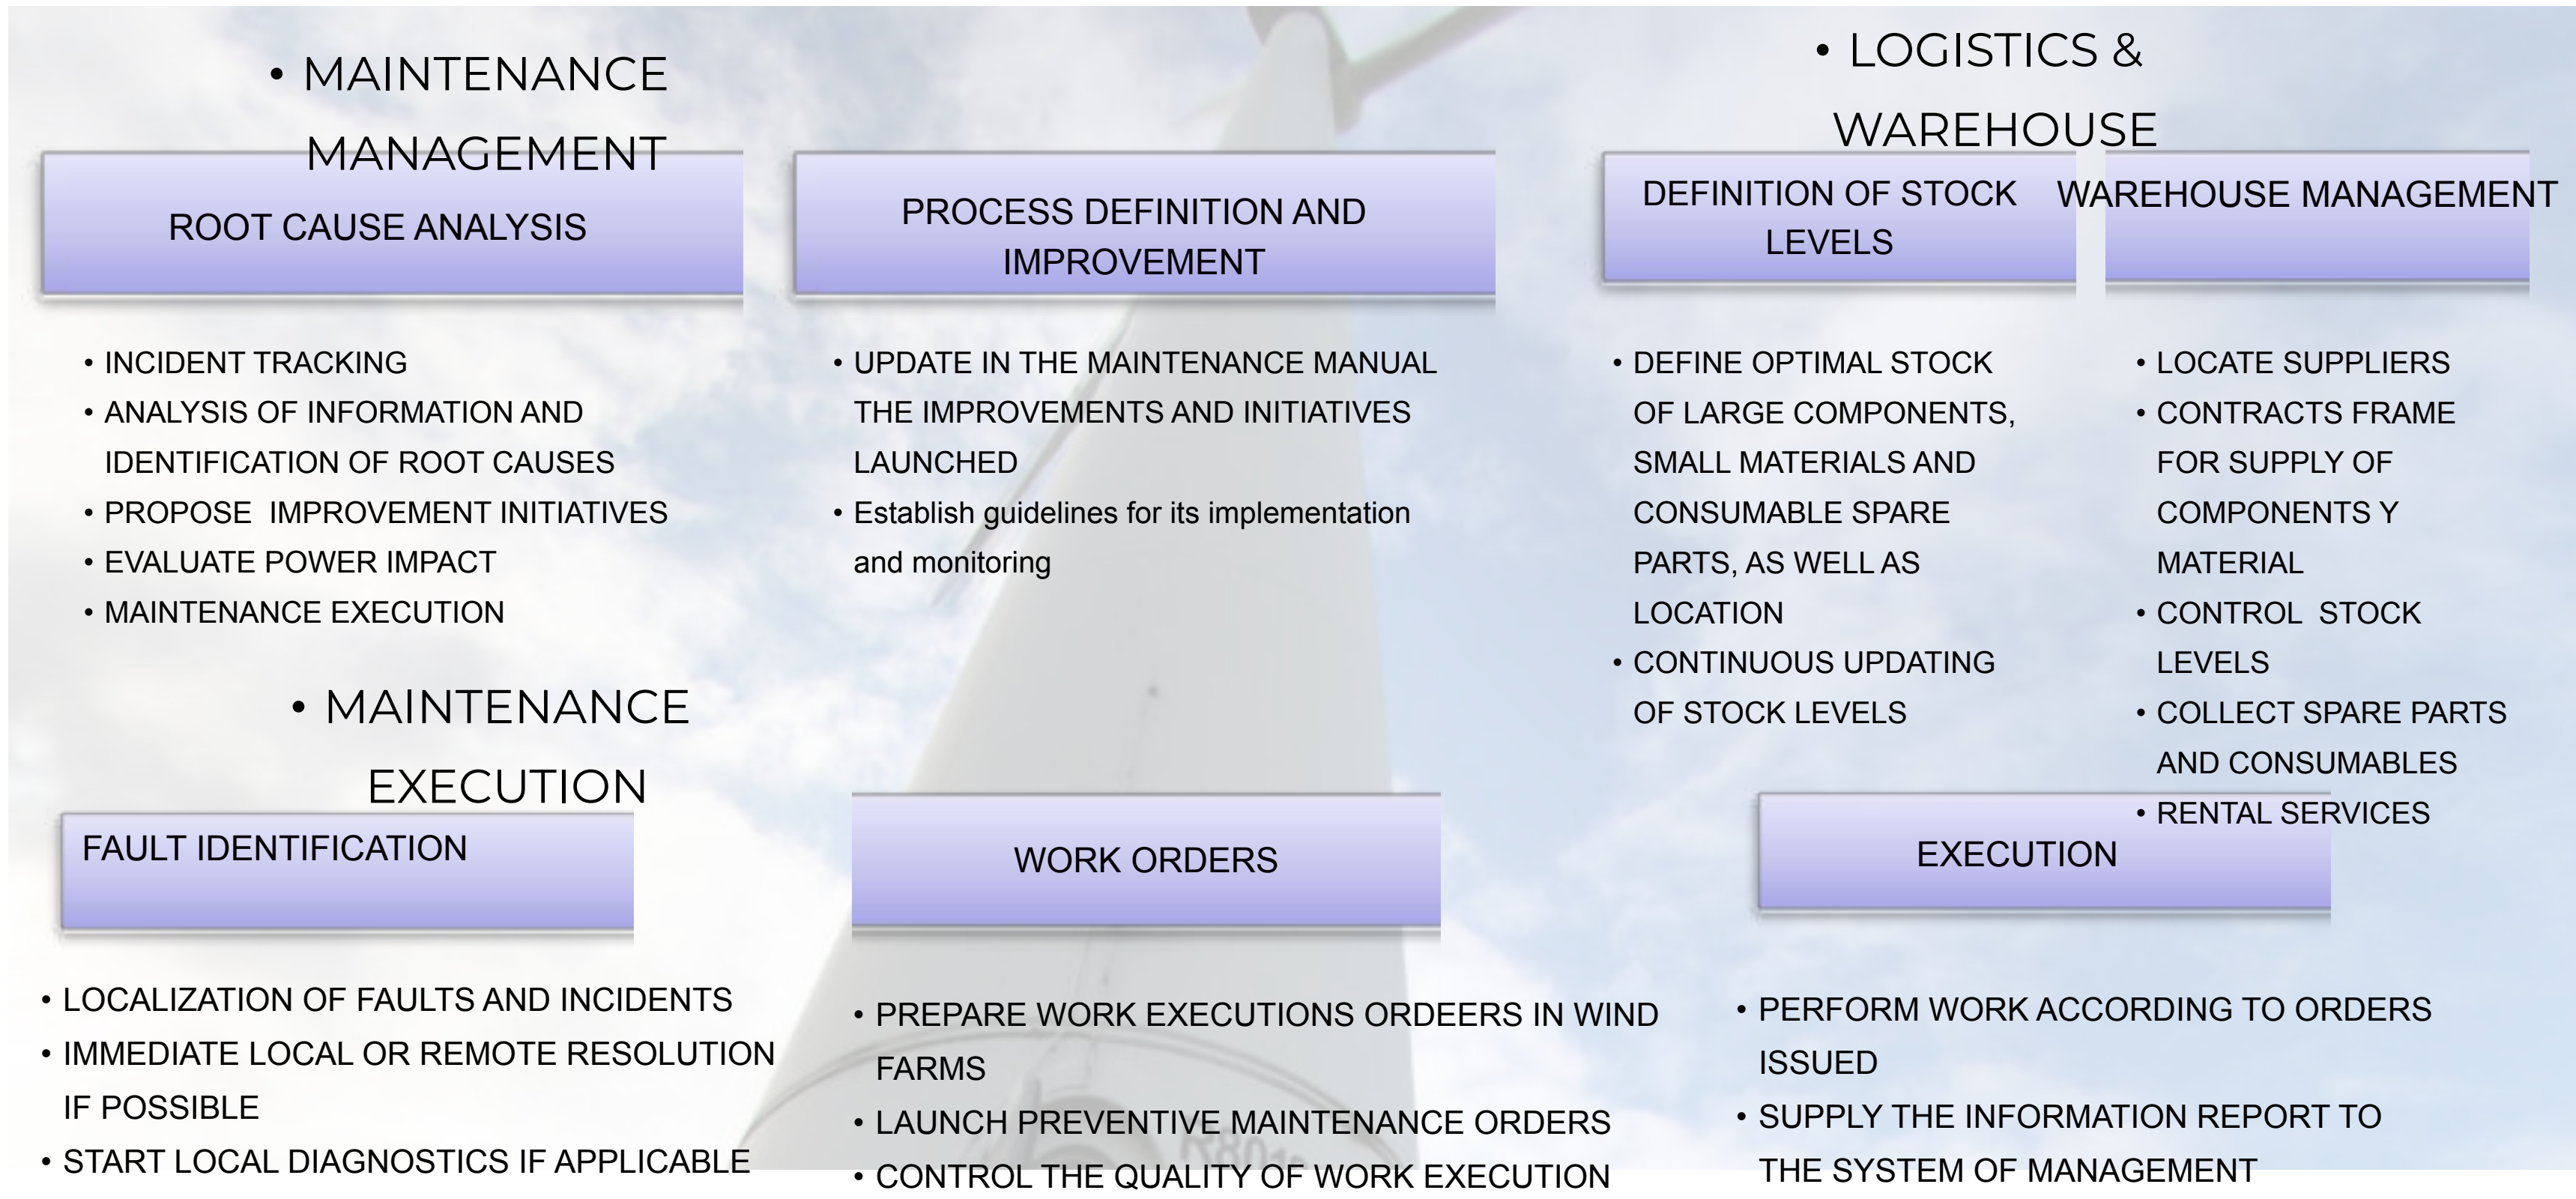 • MAINTENANCE
MANAGEMENT
ROOT CAUSE ANALYSIS
• INCIDENT TRACKING
• ANALYSIS OF INFORMATION AND
IDENTIFICATION OF ROOT CAUSES
• PROPOSE  IMPROVEMENT INITIATIVES
• EVALUATE POWER IMPACT
• MAINTENANCE EXECUTION
PROCESS DEFINITION AND
IMPROVEMENT
• UPDATE IN THE MAINTENANCE MANUAL
THE IMPROVEMENTS AND INITIATIVES
LAUNCHED
• Establish guidelines for its implementation
and monitoring
• LOGISTICS &
WAREHOUSE
DEFINITION OF STOCK
LEVELS
• DEFINE OPTIMAL STOCK
OF LARGE COMPONENTS,
SMALL MATERIALS AND
CONSUMABLE SPARE
PARTS, AS WELL AS
LOCATION
• CONTINUOUS UPDATING
OF STOCK LEVELS
WAREHOUSE MANAGEMENT
• LOCATE SUPPLIERS
• CONTRACTS FRAME
FOR SUPPLY OF
COMPONENTS Y
MATERIAL
• CONTROL  STOCK
LEVELS
• COLLECT SPARE PARTS
AND CONSUMABLES
• RENTAL SERVICES
• MAINTENANCE
EXECUTION
FAULT IDENTIFICATION
• LOCALIZATION OF FAULTS AND INCIDENTS
• IMMEDIATE LOCAL OR REMOTE RESOLUTION
IF POSSIBLE
• START LOCAL DIAGNOSTICS IF APPLICABLE
WORK ORDERS
• PREPARE WORK EXECUTIONS ORDEERS IN WIND
FARMS
• LAUNCH PREVENTIVE MAINTENANCE ORDERS
• CONTROL THE QUALITY OF WORK EXECUTION
EXECUTION
• PERFORM WORK ACCORDING TO ORDERS
ISSUED
• SUPPLY THE INFORMATION REPORT TO
THE SYSTEM OF MANAGEMENT